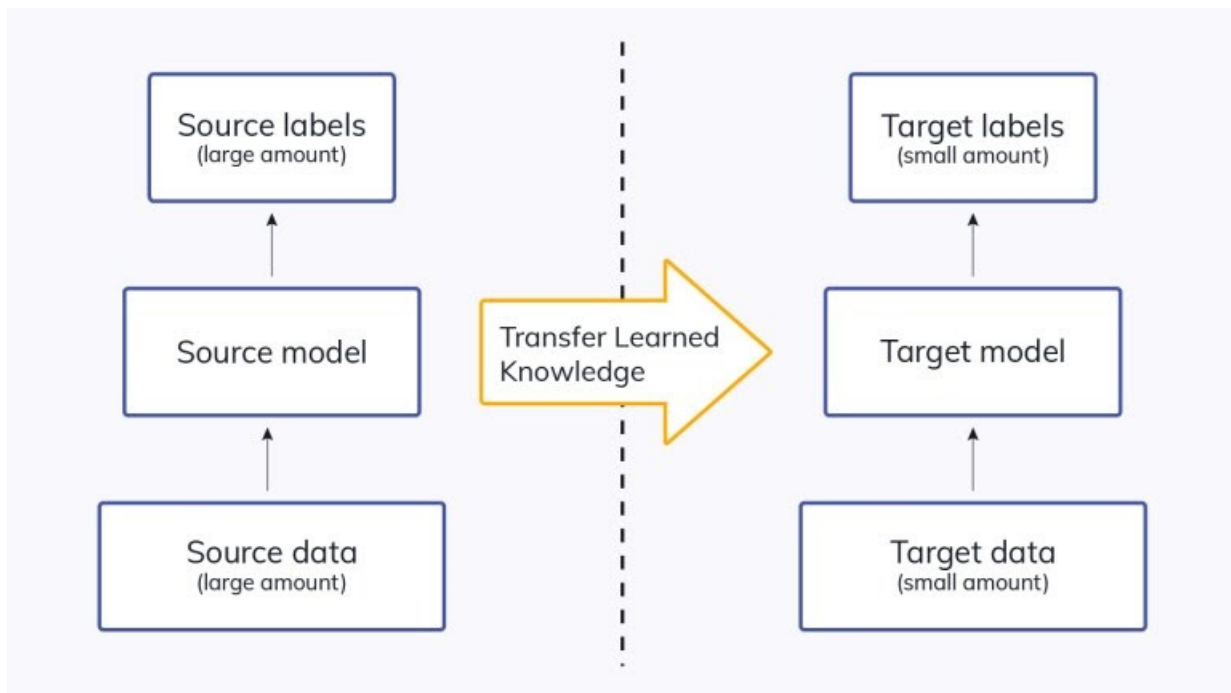 Source labels
(large amount)
Target labels
(small amount)
Source model
Transfer Learned
Knowledge
Target model
Source data
(large amount)
Target data
(small amount)